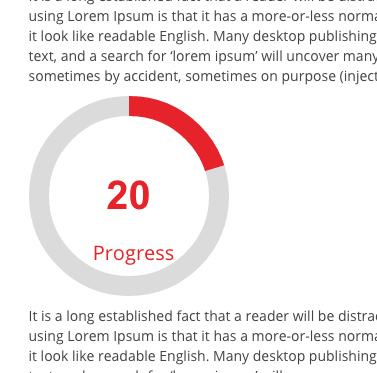 using Lorem Ipsum is that it has a more-or-less norma
it look like readable English. Many desktop publishing
text, and a search for ‘lorem ipsum’ will uncover many
sometimes by accident, sometimes on purpose (inject
20
Progress
It is a long established fact that a reader will be distrac
using Lorem Ipsum is that it has a more-or-less norma
it look like readable English. Many desktop publishing